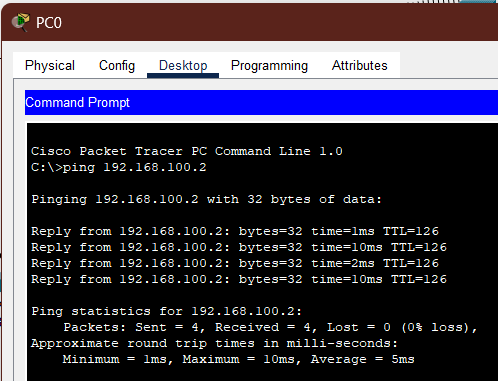 PC0
Physical Config Desktop Programming Attributes
Command Prompt
Cisco Packet Tracer PC Command Line 1.0
C:\>ping 192.168.100.2
Pinging 192.168.100.2 with 32 bytes of data:
Reply from 192.168.100.2: bytes=32 time=1ms TTL=126
Reply from 192.168.100.2: bytes=32 time=10ms TTL=126
Reply from 192.168.100.2: bytes=32 time=2ms TTL=126
Reply from 192.168.100.2: bytes=32 time=10ms TTL=126
Ping statistics for 192.168.100.2:
Packets: Sent = 4, Received = 4, Lost = 0 (0% loss),
Approximate round trip times in milli-seconds:
Minimum = 1ms, Maximum = 10ms, Average = 5ms